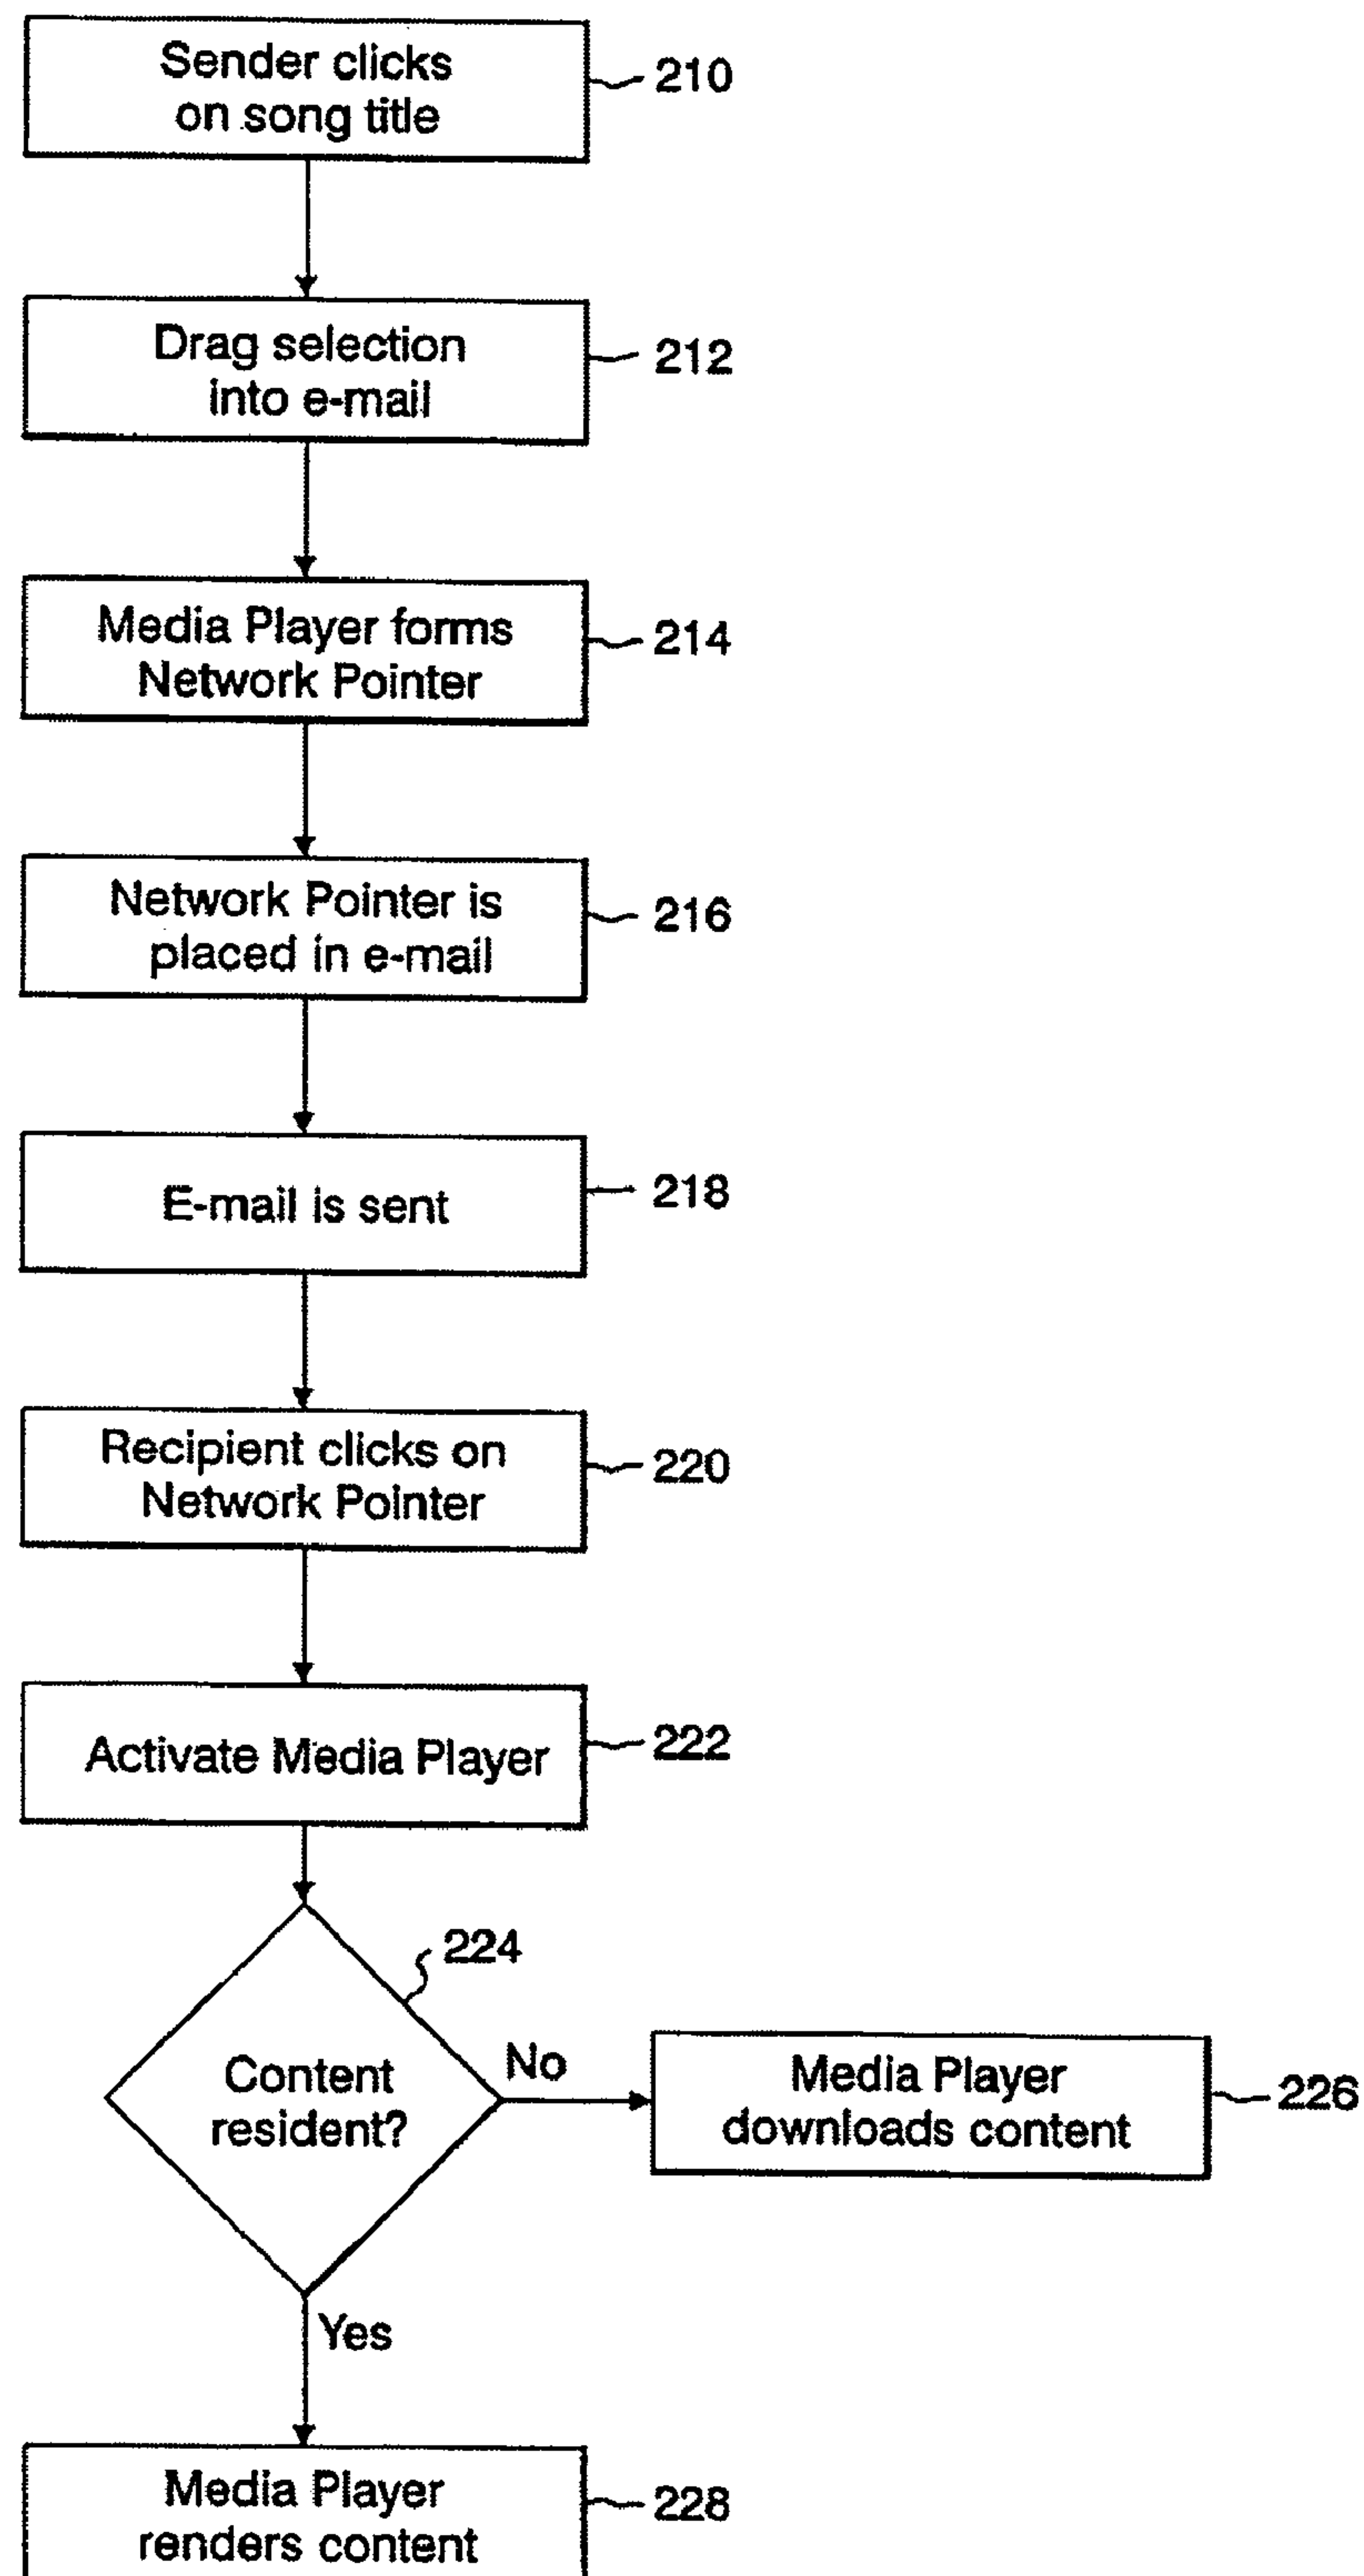 Sender clicks
on song title
210
Drag selection
into e-mail
212
Media Player forms
Network Pointer
214
Network Pointer is
placed in e-mail
216
E-mail is sent
218
Recipient clicks on
Network Pointer
220
Activate Media Player
222
224
Content
resident?
No
Media Player
downloads content
226
Yes
Media Player
renders content
228